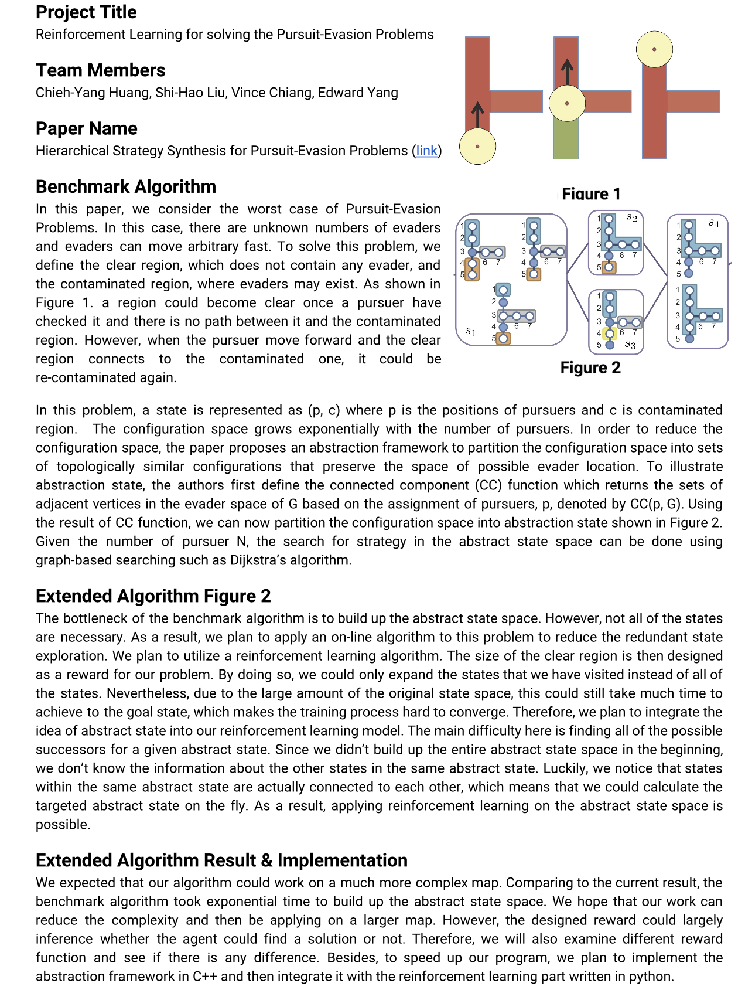 Project Title
Reinforcement Learning for solving the Pursuit-Evasion Problems
Team Members
Chieh-Yang Huang, Shi-Hao Liu, Vince Chiang, Edward Yang
Paper Name
Hierarchical Strategy Synthesis for Pursuit-Evasion Problems (link)
Benchmark Algorithm
In this paper, we consider the worst case of Pursuit-Evasion
Problems. In this case, there are unknown numbers of evaders
and evaders can move arbitrary fast. To solve this problem, we
define the clear region, which does not contain any evader, and
the contaminated region, where evaders may exist. As shown in
Figure 1. a region could become clear once a pursuer have
checked it and there is no path between it and the contaminated
region. However, when the pursuer move forward and the clear
region connects to the contaminated one, it could be
re-contaminated again.
Figure 1
1 2 3 4 5 6 7
1 2 3 4 5 6 7
1 2 3 4 5 6 7
s1
1 2 3 4 5 6 7
s2
1 2 3 4 5 6 7
s3
1 2 3 4 5 6 7
s4
1 2 3 4 5 6 7
Figure 2
In this problem, a state is represented as (p, c) where p is the positions of pursuers and c is contaminated
region. The configuration space grows exponentially with the number of pursuers. In order to reduce the
configuration space, the paper proposes an abstraction framework to partition the configuration space into sets
of topologically similar configurations that preserve the space of possible evader location. To illustrate
abstraction state, the authors first define the connected component (CC) function which returns the sets of
adjacent vertices in the evader space of G based on the assignment of pursuers, p, denoted by CC(p, G). Using
the result of CC function, we can now partition the configuration space into abstraction state shown in Figure 2.
Given the number of pursuer N, the search for strategy in the abstract state space can be done using
graph-based searching such as Dijkstra’s algorithm.
Extended Algorithm Figure 2
The bottleneck of the benchmark algorithm is to build up the abstract state space. However, not all of the states
are necessary. As a result, we plan to apply an on-line algorithm to this problem to reduce the redundant state
exploration. We plan to utilize a reinforcement learning algorithm. The size of the clear region is then designed
as a reward for our problem. By doing so, we could only expand the states that we have visited instead of all of
the states. Nevertheless, due to the large amount of the original state space, this could still take much time to
achieve to the goal state, which makes the training process hard to converge. Therefore, we plan to integrate the
idea of abstract state into our reinforcement learning model. The main difficulty here is finding all of the possible
successors for a given abstract state. Since we didn’t build up the entire abstract state space in the beginning,
we don’t know the information about the other states in the same abstract state. Luckily, we notice that states
within the same abstract state are actually connected to each other, which means that we could calculate the
targeted abstract state on the fly. As a result, applying reinforcement learning on the abstract state space is
possible.
Extended Algorithm Result & Implementation
We expected that our algorithm could work on a much more complex map. Comparing to the current result, the
benchmark algorithm took exponential time to build up the abstract state space. We hope that our work can
reduce the complexity and then be applying on a larger map. However, the designed reward could largely
inference whether the agent could find a solution or not. Therefore, we will also examine different reward
function and see if there is any difference. Besides, to speed up our program, we plan to implement the
abstraction framework in C++ and then integrate it with the reinforcement learning part written in python.